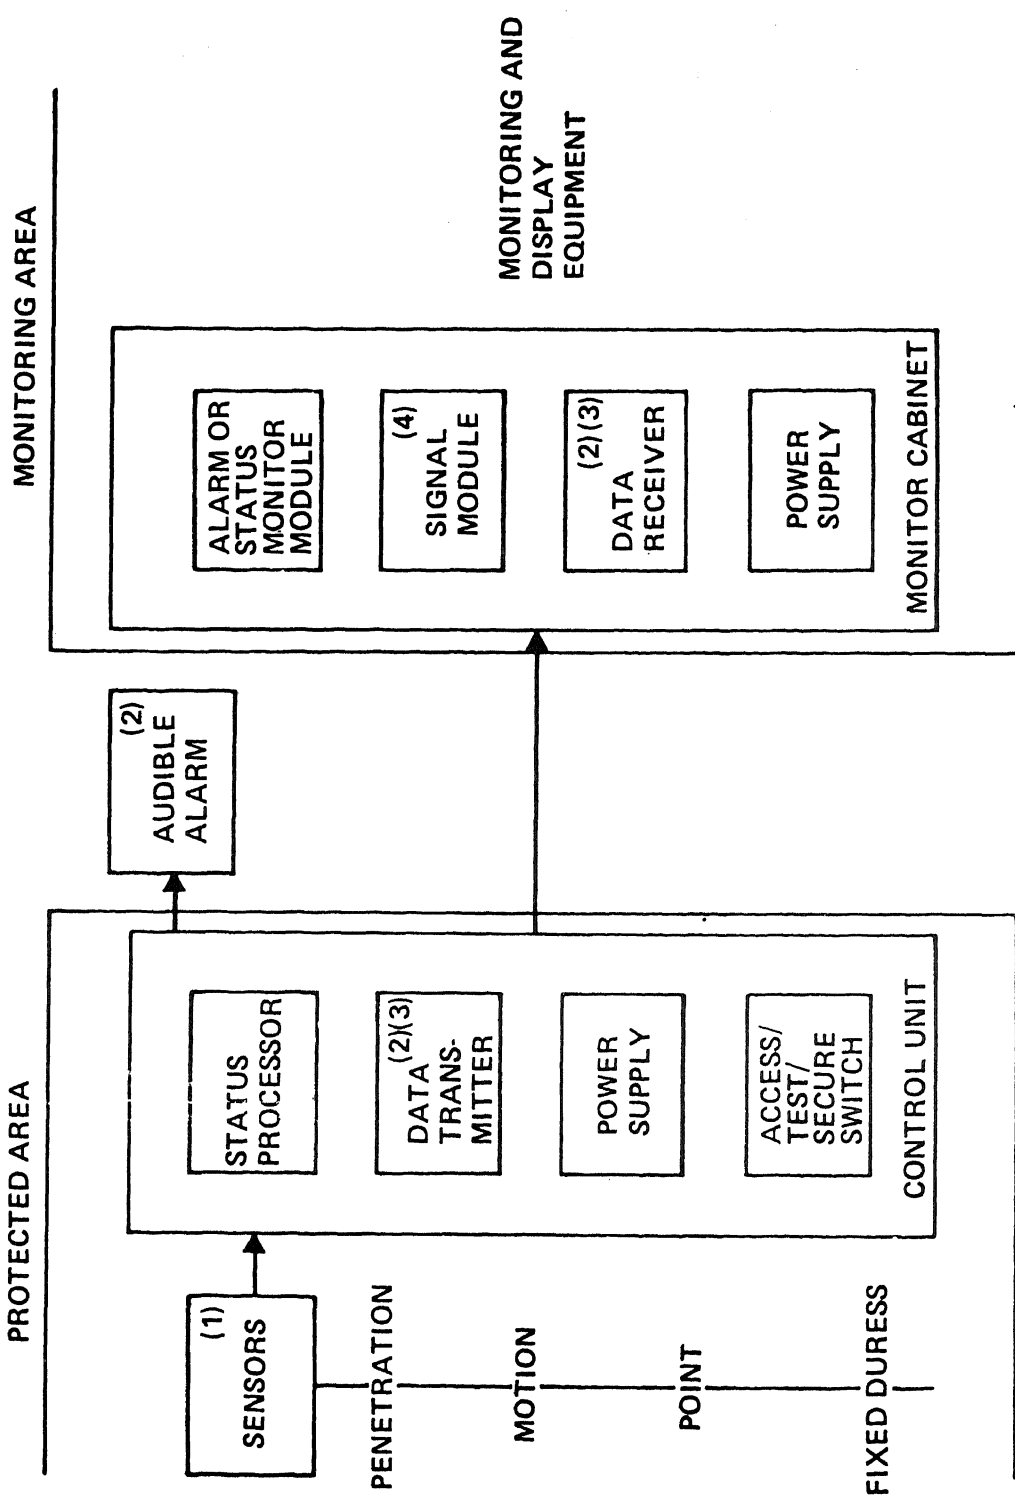 PROTECTED AREA
MONITORING AREA
(1)
SENSORS
PENETRATION
MOTION
POINT
FIXED DURESS
STATUS
PROCESSOR
(2)(3)
DATA
TRANS-
MITTER
POWER
SUPPLY
ACCESS/
TEST/
SECURE
SWITCH
CONTROL UNIT
(2)
AUDIBLE
ALARM
ALARM OR
STATUS
MONITOR
MODULE
(4)
SIGNAL
MODULE
(2)(3)
DATA
RECEIVER
POWER
SUPPLY
MONITOR CABINET
MONITORING AND
DISPLAY
EQUIPMENT